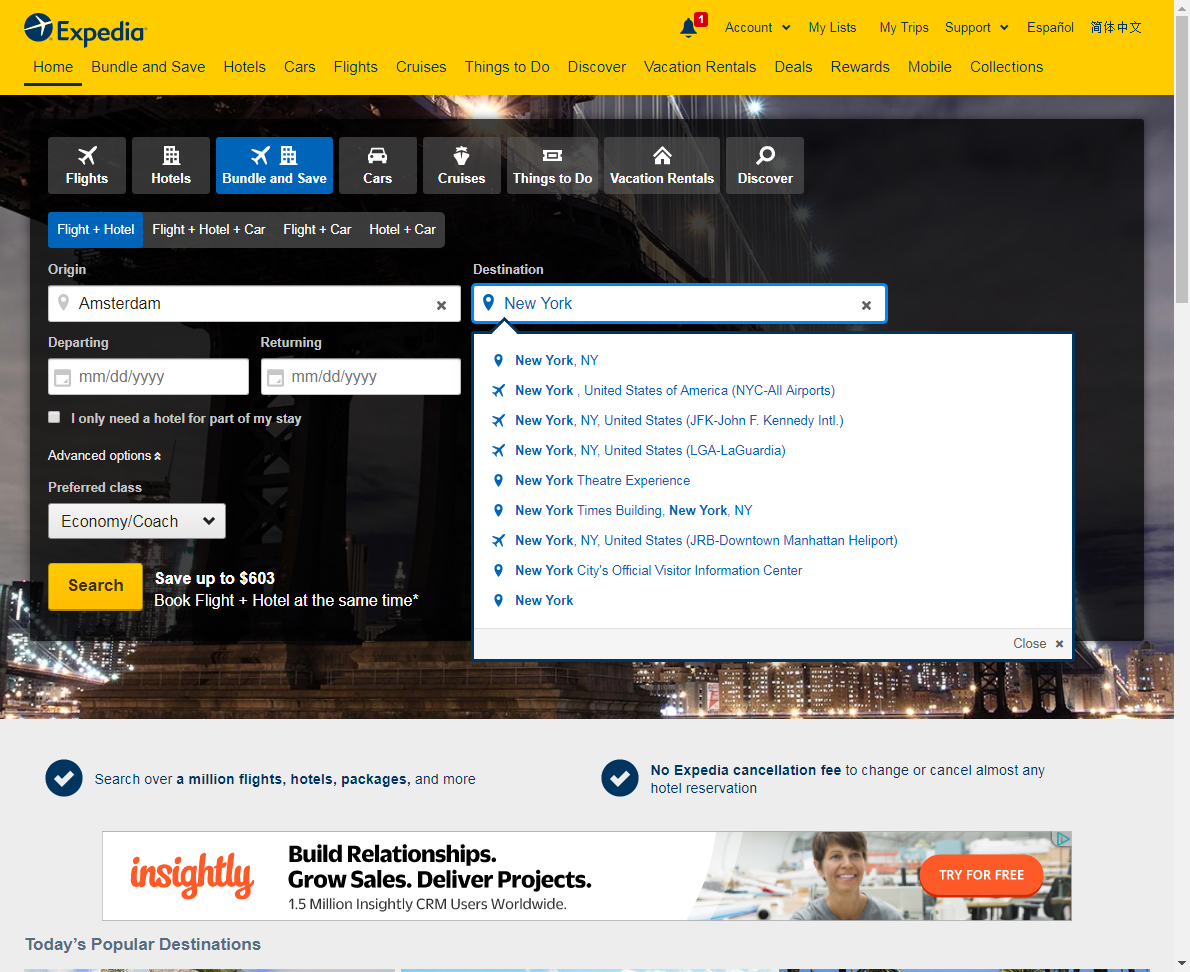 Expedia
1
Account
My Lists
My Trips
Support
Español
简体中文
Home
Bundle and Save
Hotels
Cars
Flights
Cruises
Things to Do
Discover
Vacation Rentals
Deals
Rewards
Mobile
Collections
Flights
Hotels
Bundle and Save
Cars
Cruises
Things to Do
Vacation Rentals
Discover
Flight + Hotel
Flight + Hotel + Car
Flight + Car
Hotel + Car
Origin
Amsterdam
Destination
New York
Departing
mm/dd/yyyy
Returning
mm/dd/yyyy
I only need a hotel for part of my stay
Advanced options
Preferred class
Economy/Coach
Search
Save up to $603
Book Flight + Hotel at the same time*
New York, NY
New York , United States of America (NYC-All Airports)
New York, NY, United States (JFK-John F. Kennedy Intl.)
New York, NY, United States (LGA-LaGuardia)
New York Theatre Experience
New York Times Building, New York, NY
New York, NY, United States (JRB-Downtown Manhattan Heliport)
New York City's Official Visitor Information Center
New York
Close
Search over a million flights, hotels, packages, and more
No Expedia cancellation fee to change or cancel almost any
hotel reservation
insightly
Build Relationships.
Grow Sales. Deliver Projects.
1.5 Million Insightly CRM Users Worldwide.
TRY FOR FREE
Today’s Popular Destinations